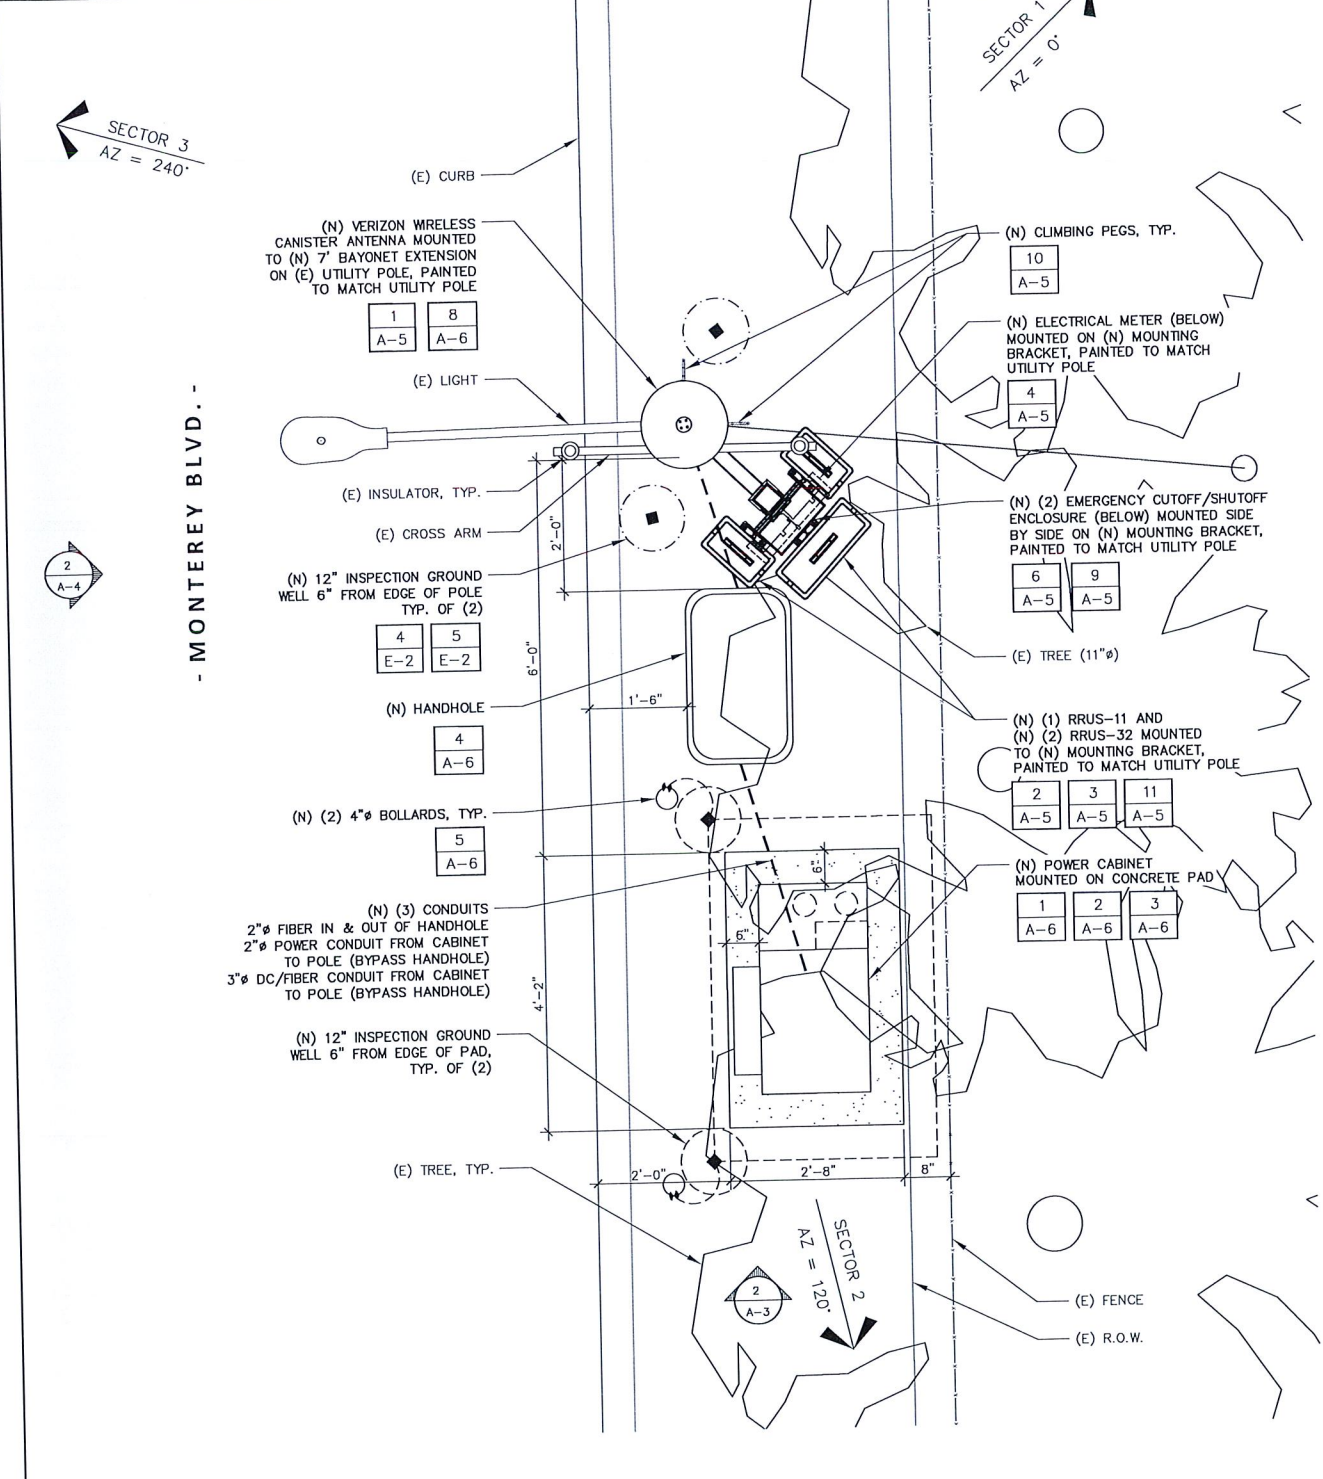 SECTOR 1
AZ = 0°
SECTOR 3
AZ = 240°
(E) CURB
(N) VERIZON WIRELESS
CANISTER ANTENNA MOUNTED
TO (N) 7' BAYONET EXTENSION
ON (E) UTILITY POLE, PAINTED
TO MATCH UTILITY POLE
1
A-5
8
A-6
(E) LIGHT
(E) INSULATOR, TYP.
(E) CROSS ARM
(N) 12" INSPECTION GROUND
WELL 6" FROM EDGE OF POLE
TYP. OF (2)
4
E-2
5
E-2
(N) HANDHOLE
4
A-6
(N) (2) 4"ø BOLLARDS, TYP.
5
A-6
(N) (3) CONDUITS
2"ø FIBER IN & OUT OF HANDHOLE
2"ø POWER CONDUIT FROM CABINET
TO POLE (BYPASS HANDHOLE)
3"ø DC/FIBER CONDUIT FROM CABINET
TO POLE (BYPASS HANDHOLE)
(N) 12" INSPECTION GROUND
WELL 6" FROM EDGE OF PAD,
TYP. OF (2)
(E) TREE, TYP.
- MONTEREY BLVD. -
2
A-4
2'-0"
6'-0"
1'-6"
4'-2"
6"
6"
2'-0"
2'-8"
8"
(N) CLIMBING PEGS, TYP.
10
A-5
(N) ELECTRICAL METER (BELOW)
MOUNTED ON (N) MOUNTING
BRACKET, PAINTED TO MATCH
UTILITY POLE
4
A-5
(N) (2) EMERGENCY CUTOFF/SHUTOFF
ENCLOSURE (BELOW) MOUNTED SIDE
BY SIDE ON (N) MOUNTING BRACKET,
PAINTED TO MATCH UTILITY POLE
6
A-5
9
A-5
(E) TREE (11"ø)
(N) (1) RRUS-11 AND
(N) (2) RRUS-32 MOUNTED
TO (N) MOUNTING BRACKET,
PAINTED TO MATCH UTILITY POLE
2
A-5
3
A-5
11
A-5
(N) POWER CABINET
MOUNTED ON CONCRETE PAD
1
A-6
2
A-6
3
A-6
SECTOR 2
AZ = 120°
2
A-3
(E) FENCE
(E) R.O.W.